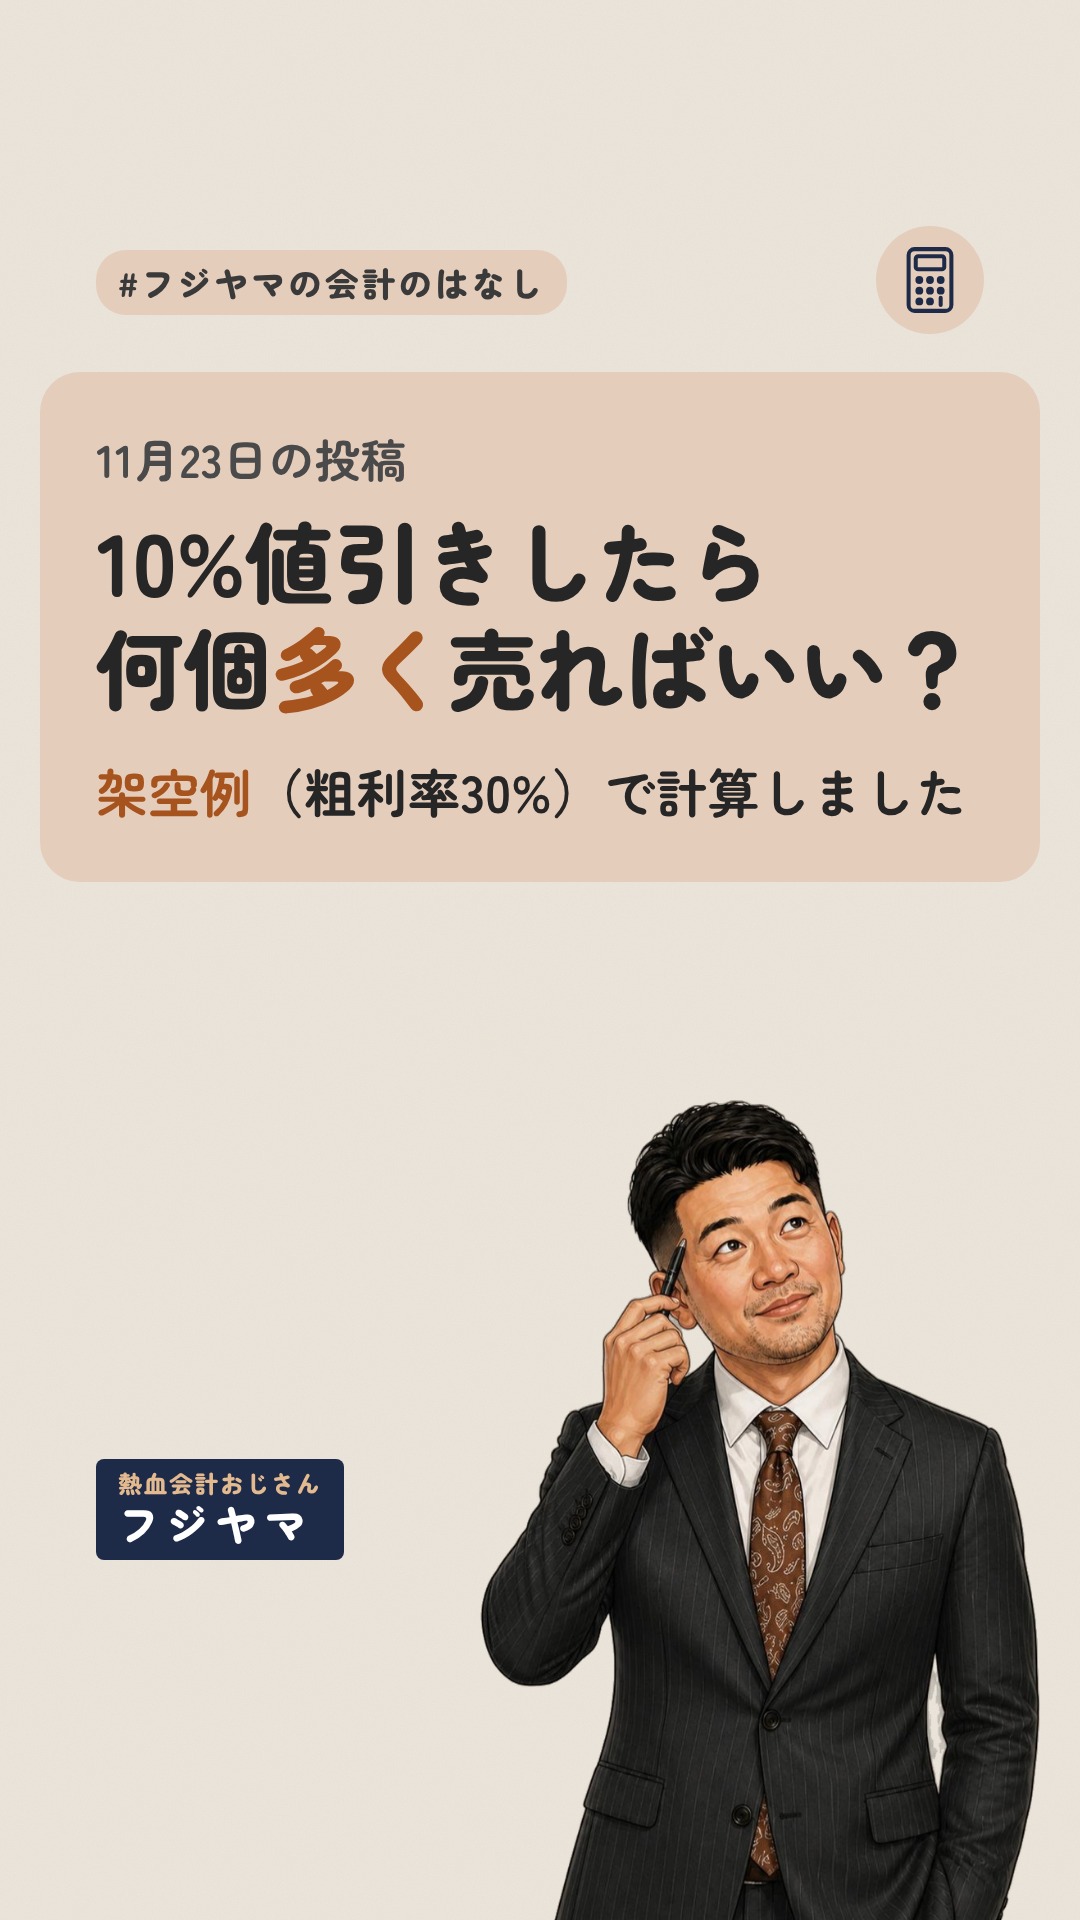 #フジヤマの会計のはなし
11月23日の投稿
10%値引きしたら
何個多く売ればいい？
架空例（粗利率30%）で計算しました
熱血会計おじさん
フジヤマ